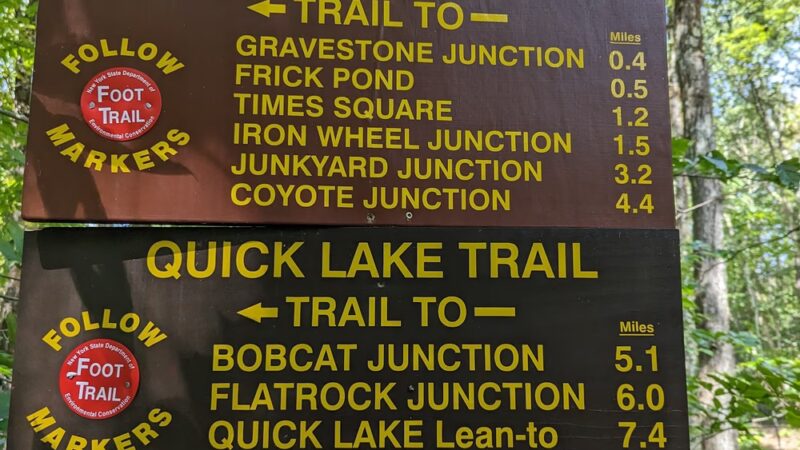 ← TRAIL TO —
Miles
FOLLOW
New York State Department of
FOOT
TRAIL
Environmental Conservation
MARKERS
GRAVESTONE JUNCTION 0.4
FRICK POND 0.5
TIMES SQUARE 1.2
IRON WHEEL JUNCTION 1.5
JUNKYARD JUNCTION 3.2
COYOTE JUNCTION 4.4
QUICK LAKE TRAIL
← TRAIL TO —
Miles
FOLLOW
New York State Department of
FOOT
TRAIL
Environmental Conservation
MARKERS
BOBCAT JUNCTION 5.1
FLATROCK JUNCTION 6.0
QUICK LAKE Lean-to 7.4